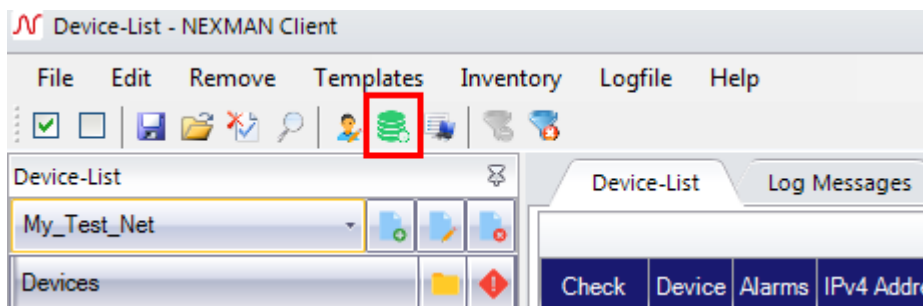 Device-List - NEXMAN Client
File Edit Remove Templates Inventory Logfile Help
Device-List
Device-List Log Messages
My_Test_Net
Devices
Check Device Alarms IPv4 Addre